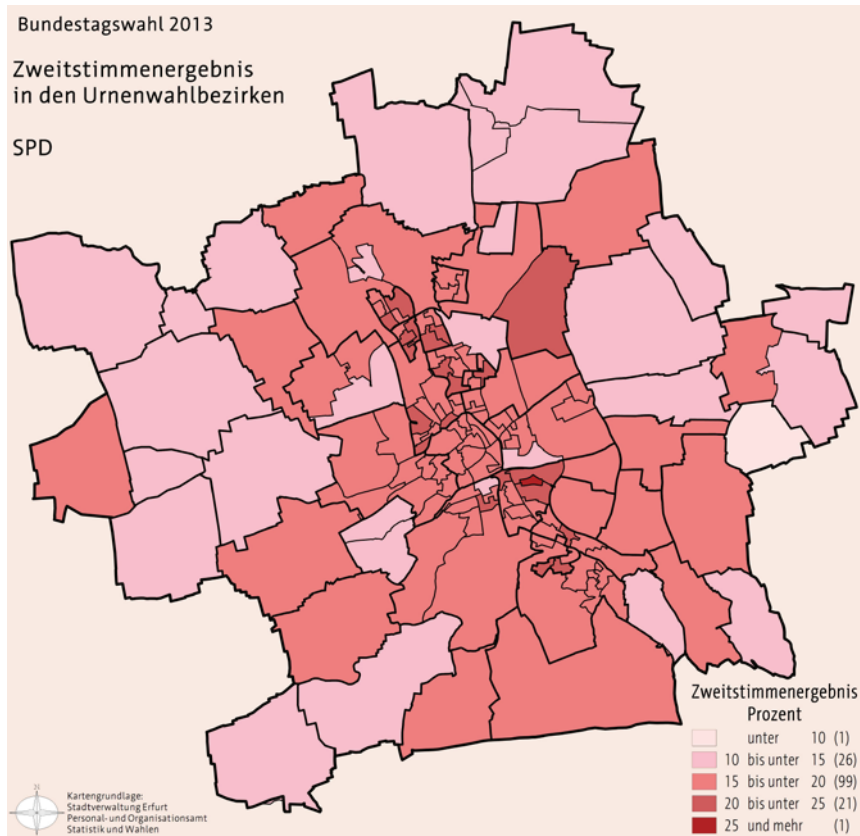 Bundestagswahl 2013
Zweitstimmenergebnis
in den Urnenwahlbezirken
SPD
Zweitstimmenergebnis
Prozent
unter 10 (1)
10 bis unter 15 (26)
15 bis unter 20 (99)
20 bis unter 25 (21)
25 und mehr (1)
N
Kartengrundlage:
Stadtverwaltung Erfurt
Personal- und Organisationsamt
Statistik und Wahlen